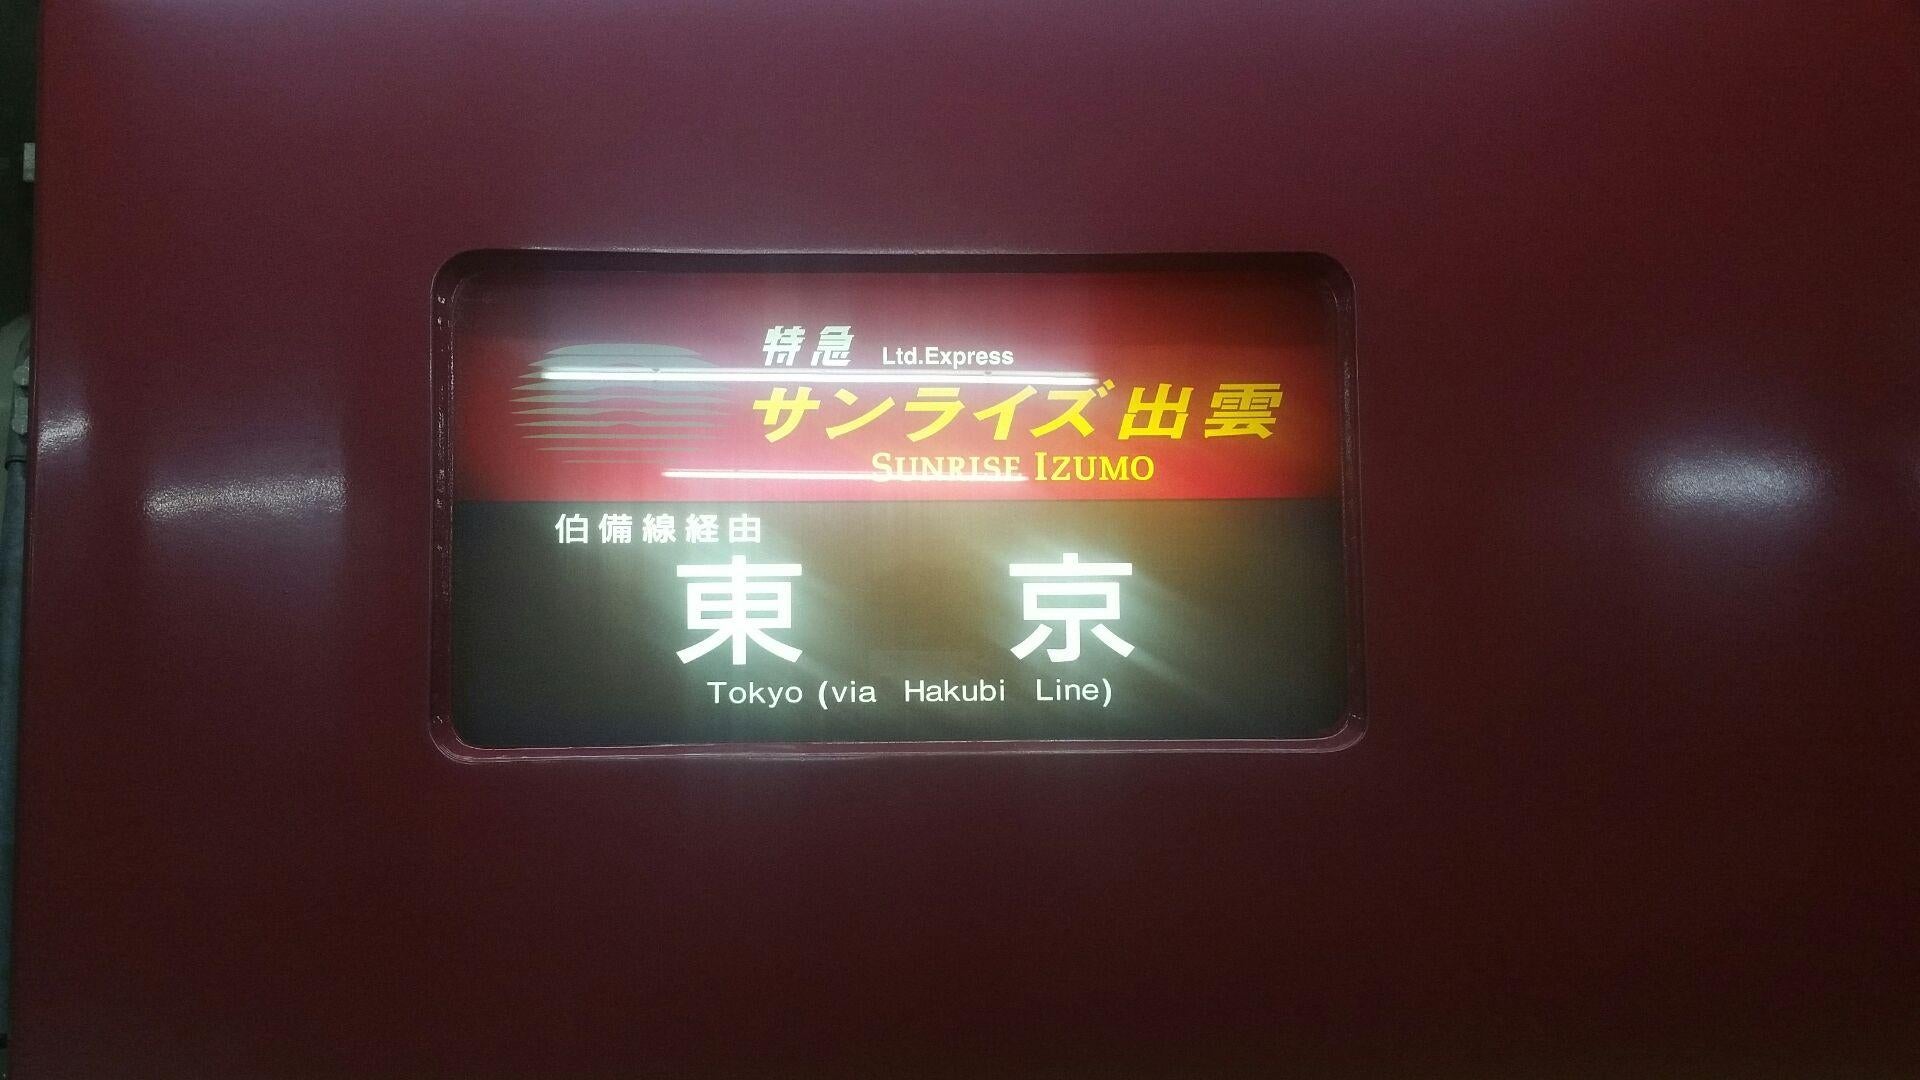 特急 Ltd.Express
サンライズ出雲
SUNRISE IZUMO
伯備線経由
東京
Tokyo (via Hakubi Line)